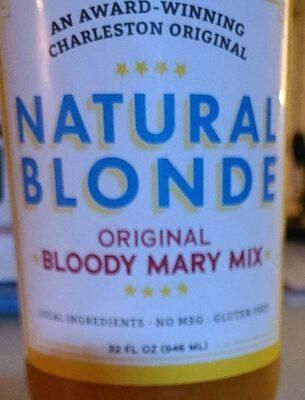 AN AWARD-WINNING
CHARLESTON ORIGINAL
NATURAL
BLONDE
ORIGINAL
BLOODY MARY MIX
LOCAL INGREDIENTS · NO MSG · GLUTEN FREE
32 FL OZ (946 ML)